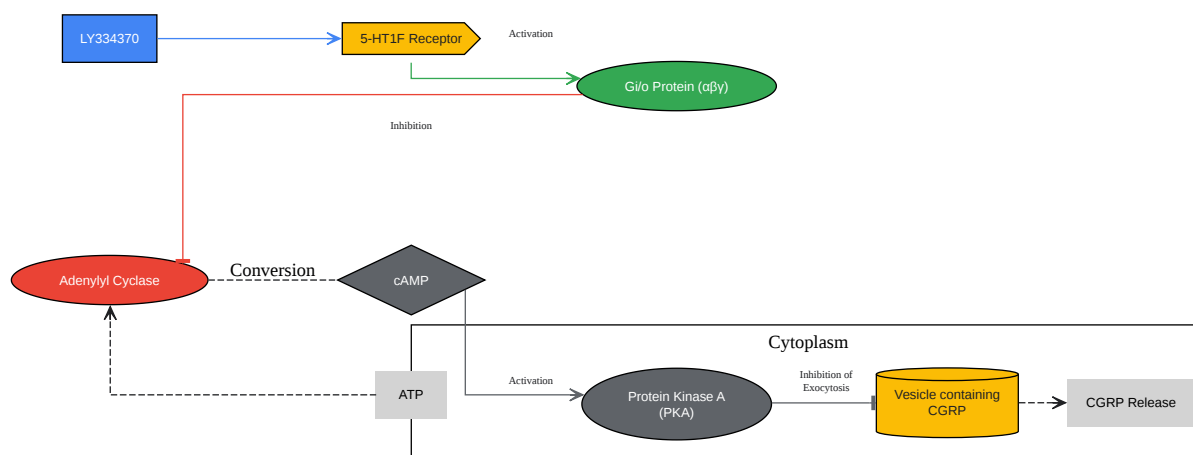 LY334370
5-HT1F Receptor
Activation
Gi/o Protein (αβγ)
Inhibition
Adenylyl Cyclase
Conversion
cAMP
Cytoplasm
ATP
Activation
Protein Kinase A
(PKA)
Inhibition of
Exocytosis
Vesicle containing
CGRP
CGRP Release